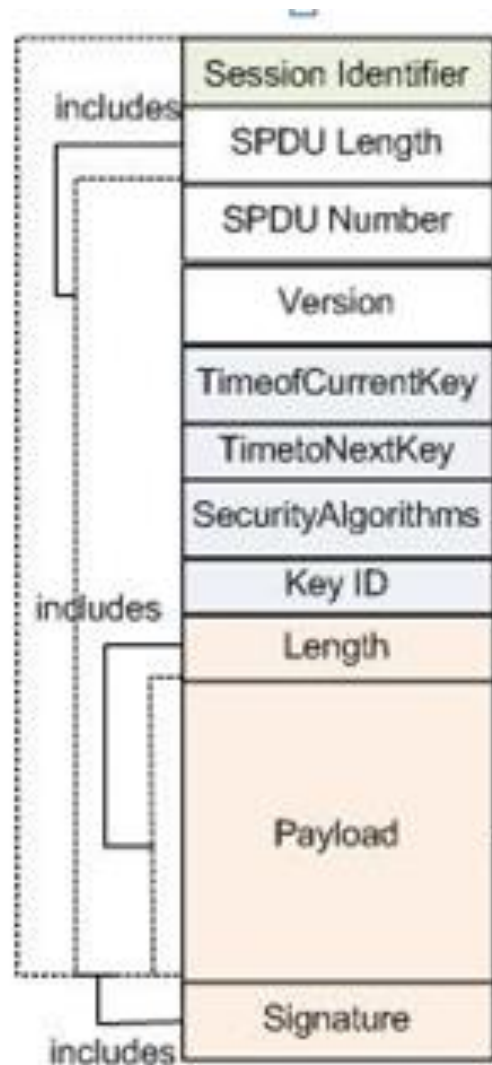 Session Identifier
includes
SPDU Length
SPDU Number
Version
TimeofCurrentKey
TimetoNextKey
SecurityAlgorithms
Key ID
includes
Length
Payload
Signature
includes